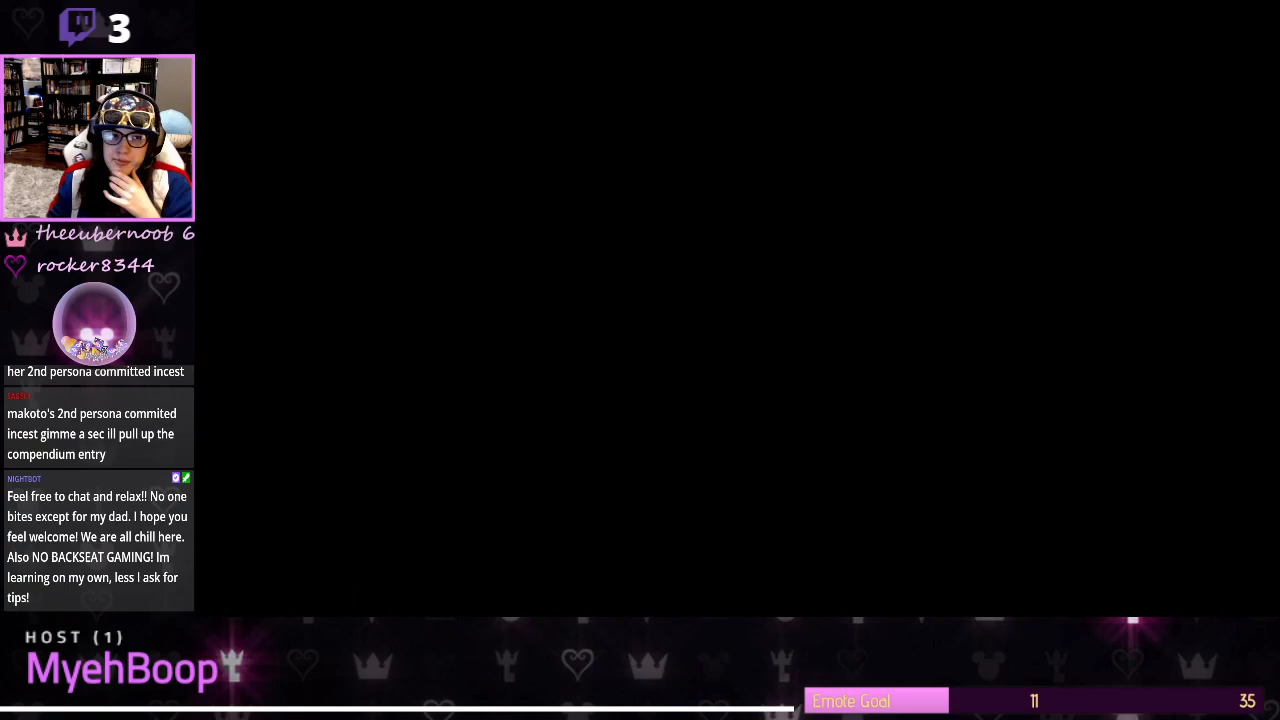 3
theeubernoob 6
rocker8344
her 2nd persona committed incest
makoto's 2nd persona commited
incest gimme a sec ill pull up the
compendium entry
NIGHTBOT
Feel free to chat and relax!! No one
bites except for my dad. I hope you
feel welcome! We are all chill here.
Also NO BACKSEAT GAMING! Im
learning on my own, less I ask for
tips!
HOST (1)
MyehBoop
Emote Goal 11 35